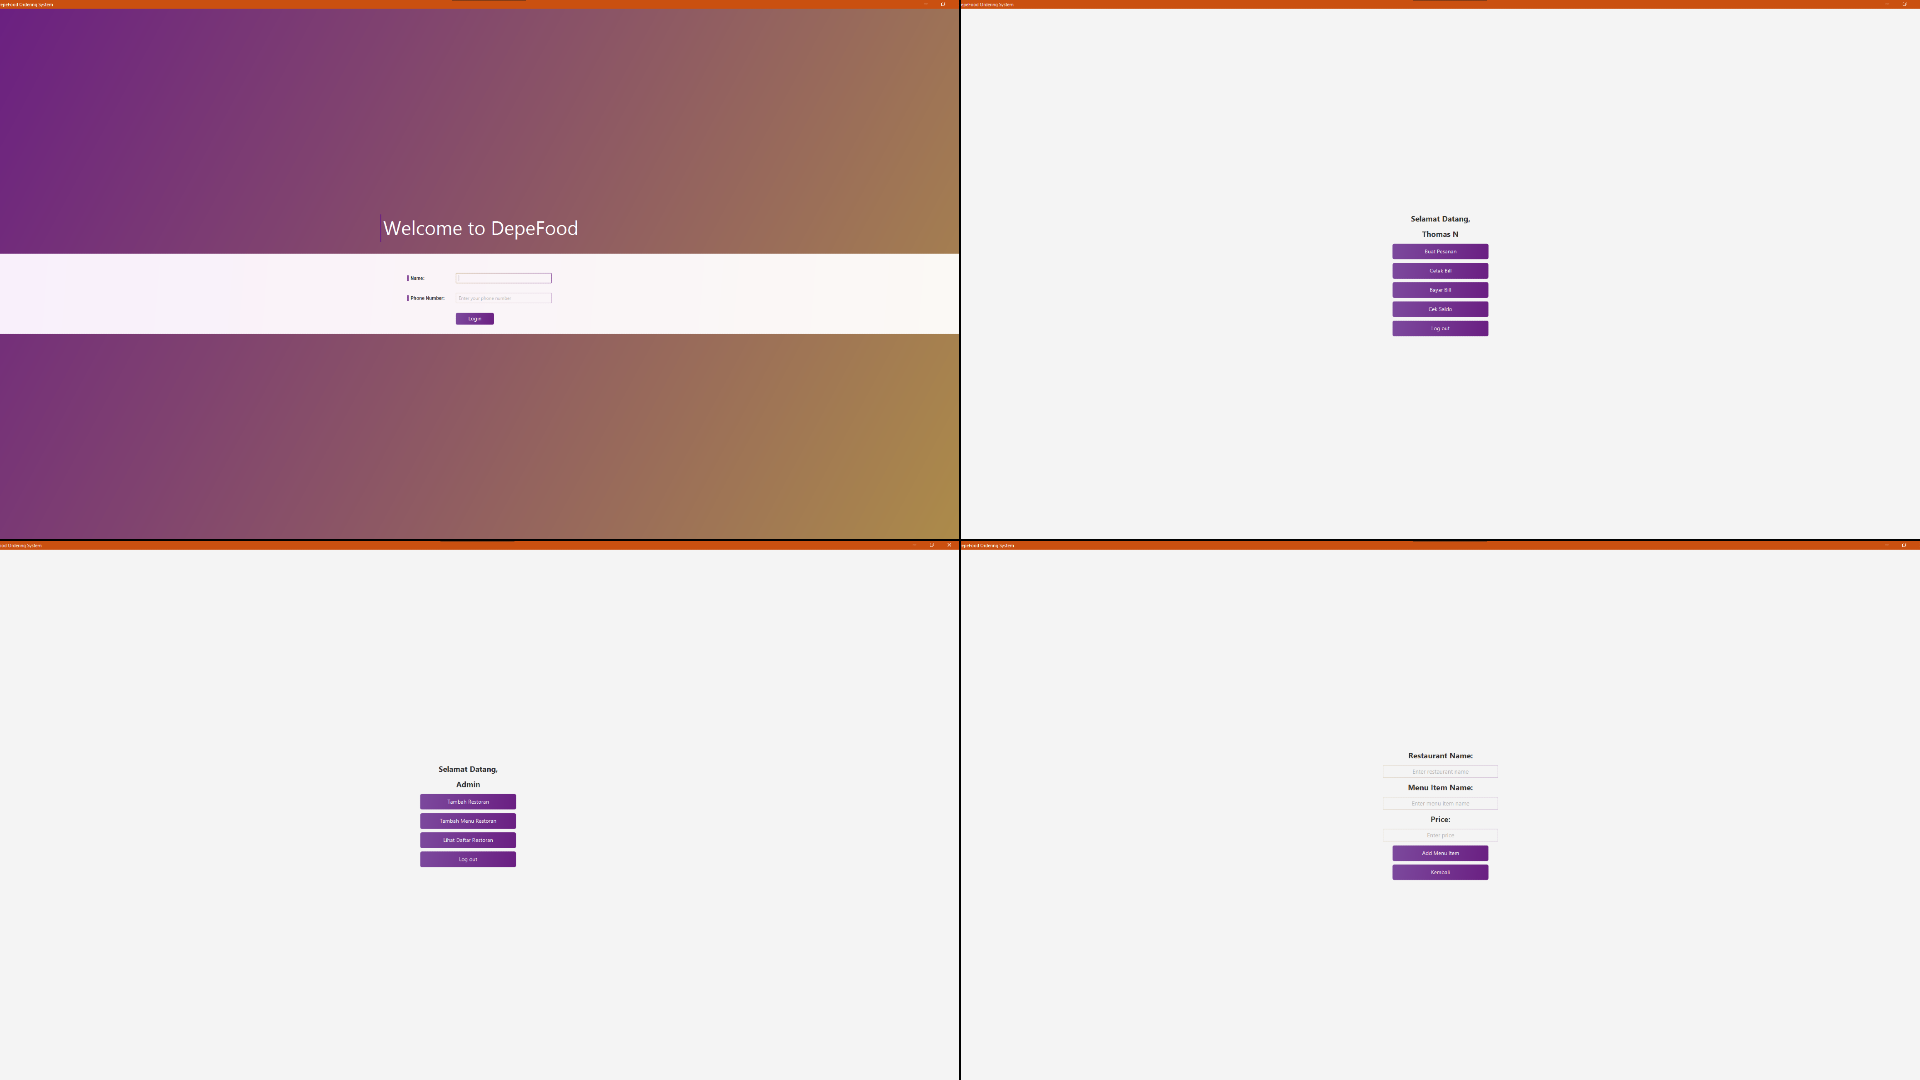 epeFood Ordering System
Welcome to DepeFood
Name:
Phone Number:
Enter your phone number
Login
epeFood Ordering System
Selamat Datang,
Thomas N
Buat Pesanan
Cetak Bill
Bayar Bill
Cek Saldo
Log out
od Ordering System
Selamat Datang,
Admin
Tambah Restoran
Tambah Menu Restoran
Lihat Daftar Restoran
Log out
epeFood Ordering System
Restaurant Name:
Enter restaurant name
Menu Item Name:
Enter menu item name
Price:
Enter price
Add Menu Item
Kembali